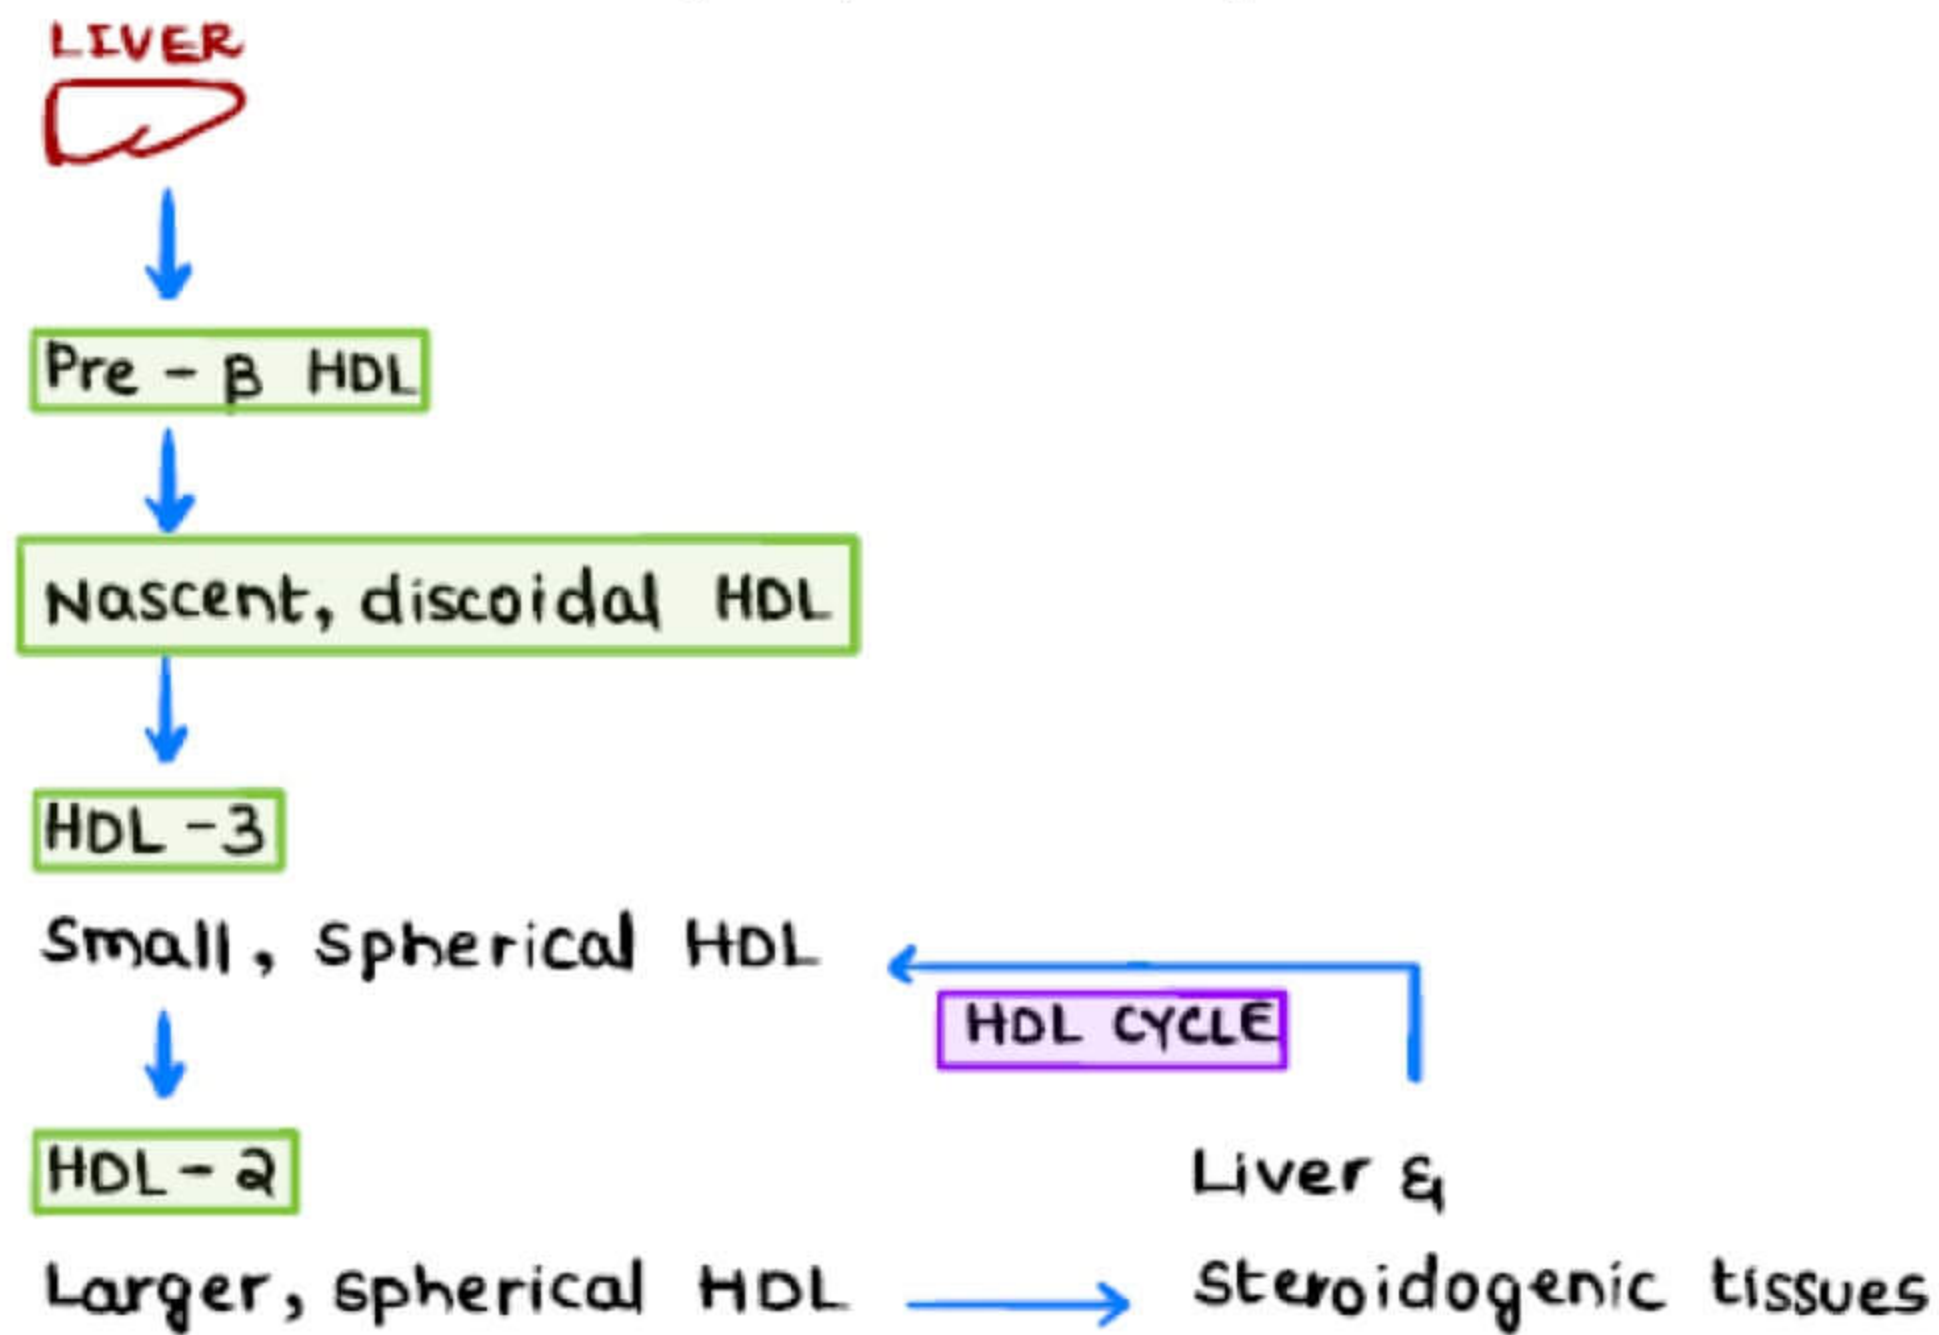 LIVER
Pre - β HDL
Nascent, discoidal HDL
HDL -3
Small, spherical HDL
HDL CYCLE
HDL - 2
Liver &
Larger, spherical HDL
steroidogenic tissues